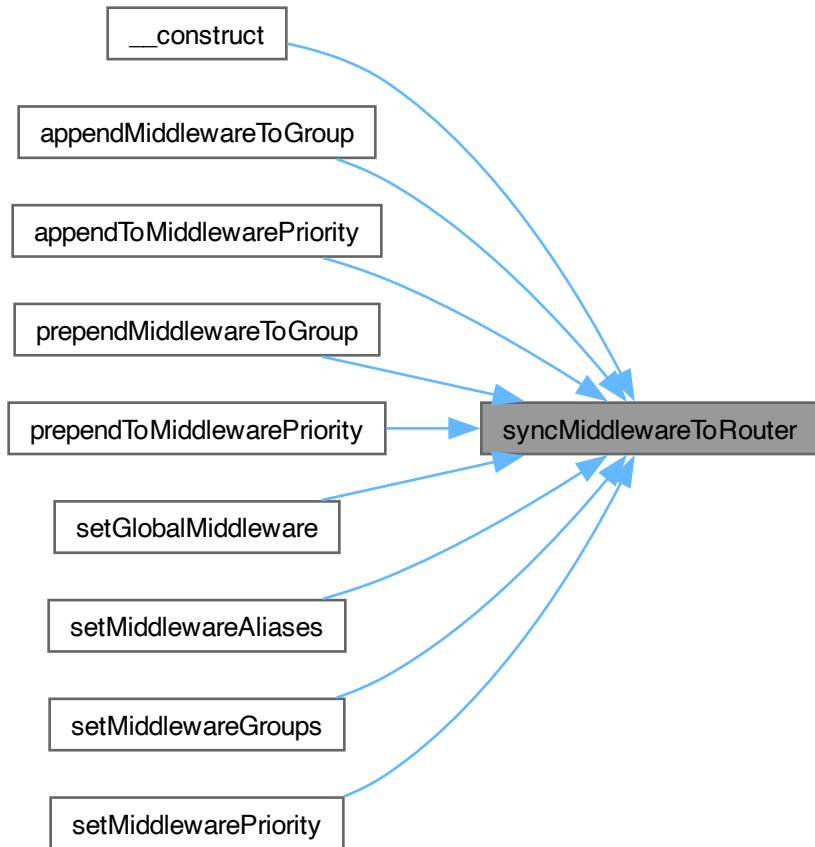 __construct
appendMiddlewareToGroup
appendToMiddlewarePriority
prependMiddlewareToGroup
prependToMiddlewarePriority
syncMiddlewareToRouter
setGlobalMiddleware
setMiddlewareAliases
setMiddlewareGroups
setMiddlewarePriority